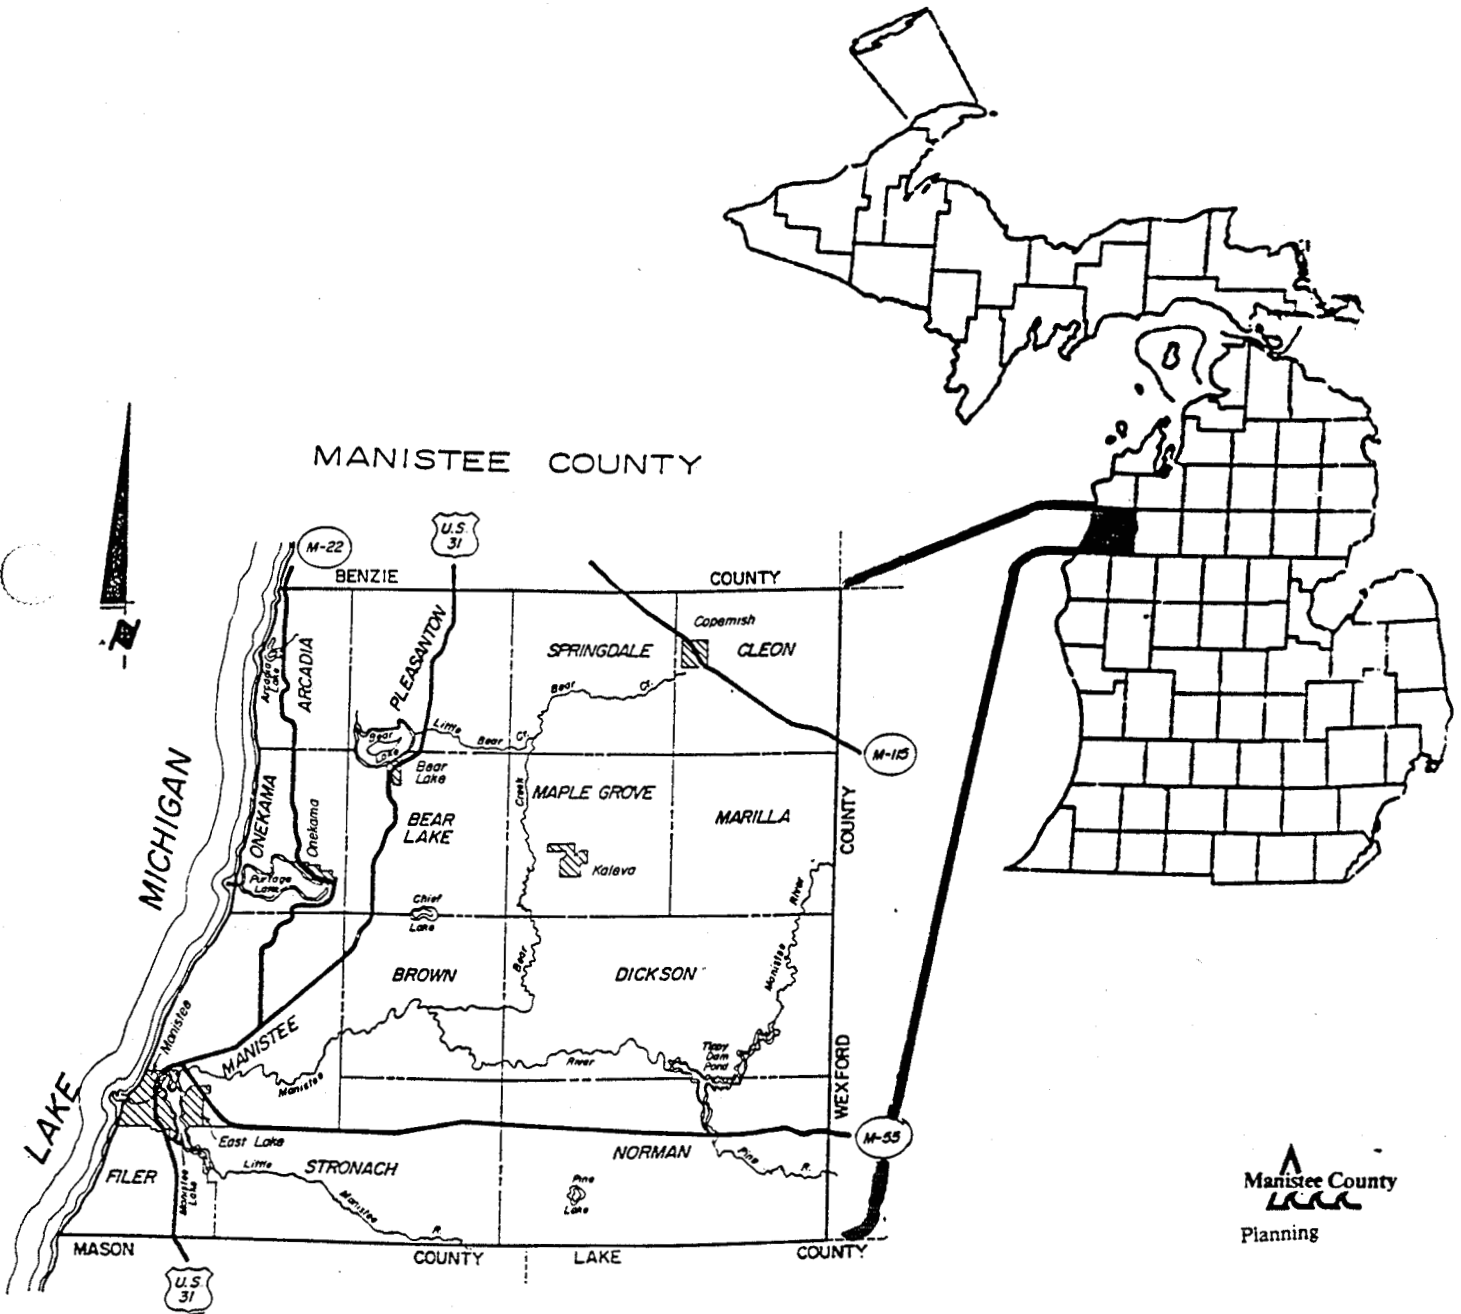 MANISTEE COUNTY
M-22
U.S.
31
BENZIE
COUNTY
Copemish
SPRINGDALE
CLEON
PLEASANTON
ARCADIA
Arcadia
Lake
Bear
Cr.
Little
Bear
Cr.
Bear
Lake
M-115
Bear
Lake
MICHIGAN
ONEKAMA
Onekama
BEAR
LAKE
Creek
MAPLE GROVE
MARILLA
COUNTY
Kaleva
Portage
Lake
Chief
Lake
River
Manistee
Bear
BROWN
DICKSON
Manistee
MANISTEE
Tippy
Dam
Pond
River
Manistee
WEXFORD
LAKE
M-55
East Lake
NORMAN
FILER
Little
STRONACH
Pine
R.
Manistee
Lake
Pine
Lake
Manistee
R.
MASON
COUNTY
LAKE
COUNTY
U.S.
31
Manistee County
Planning